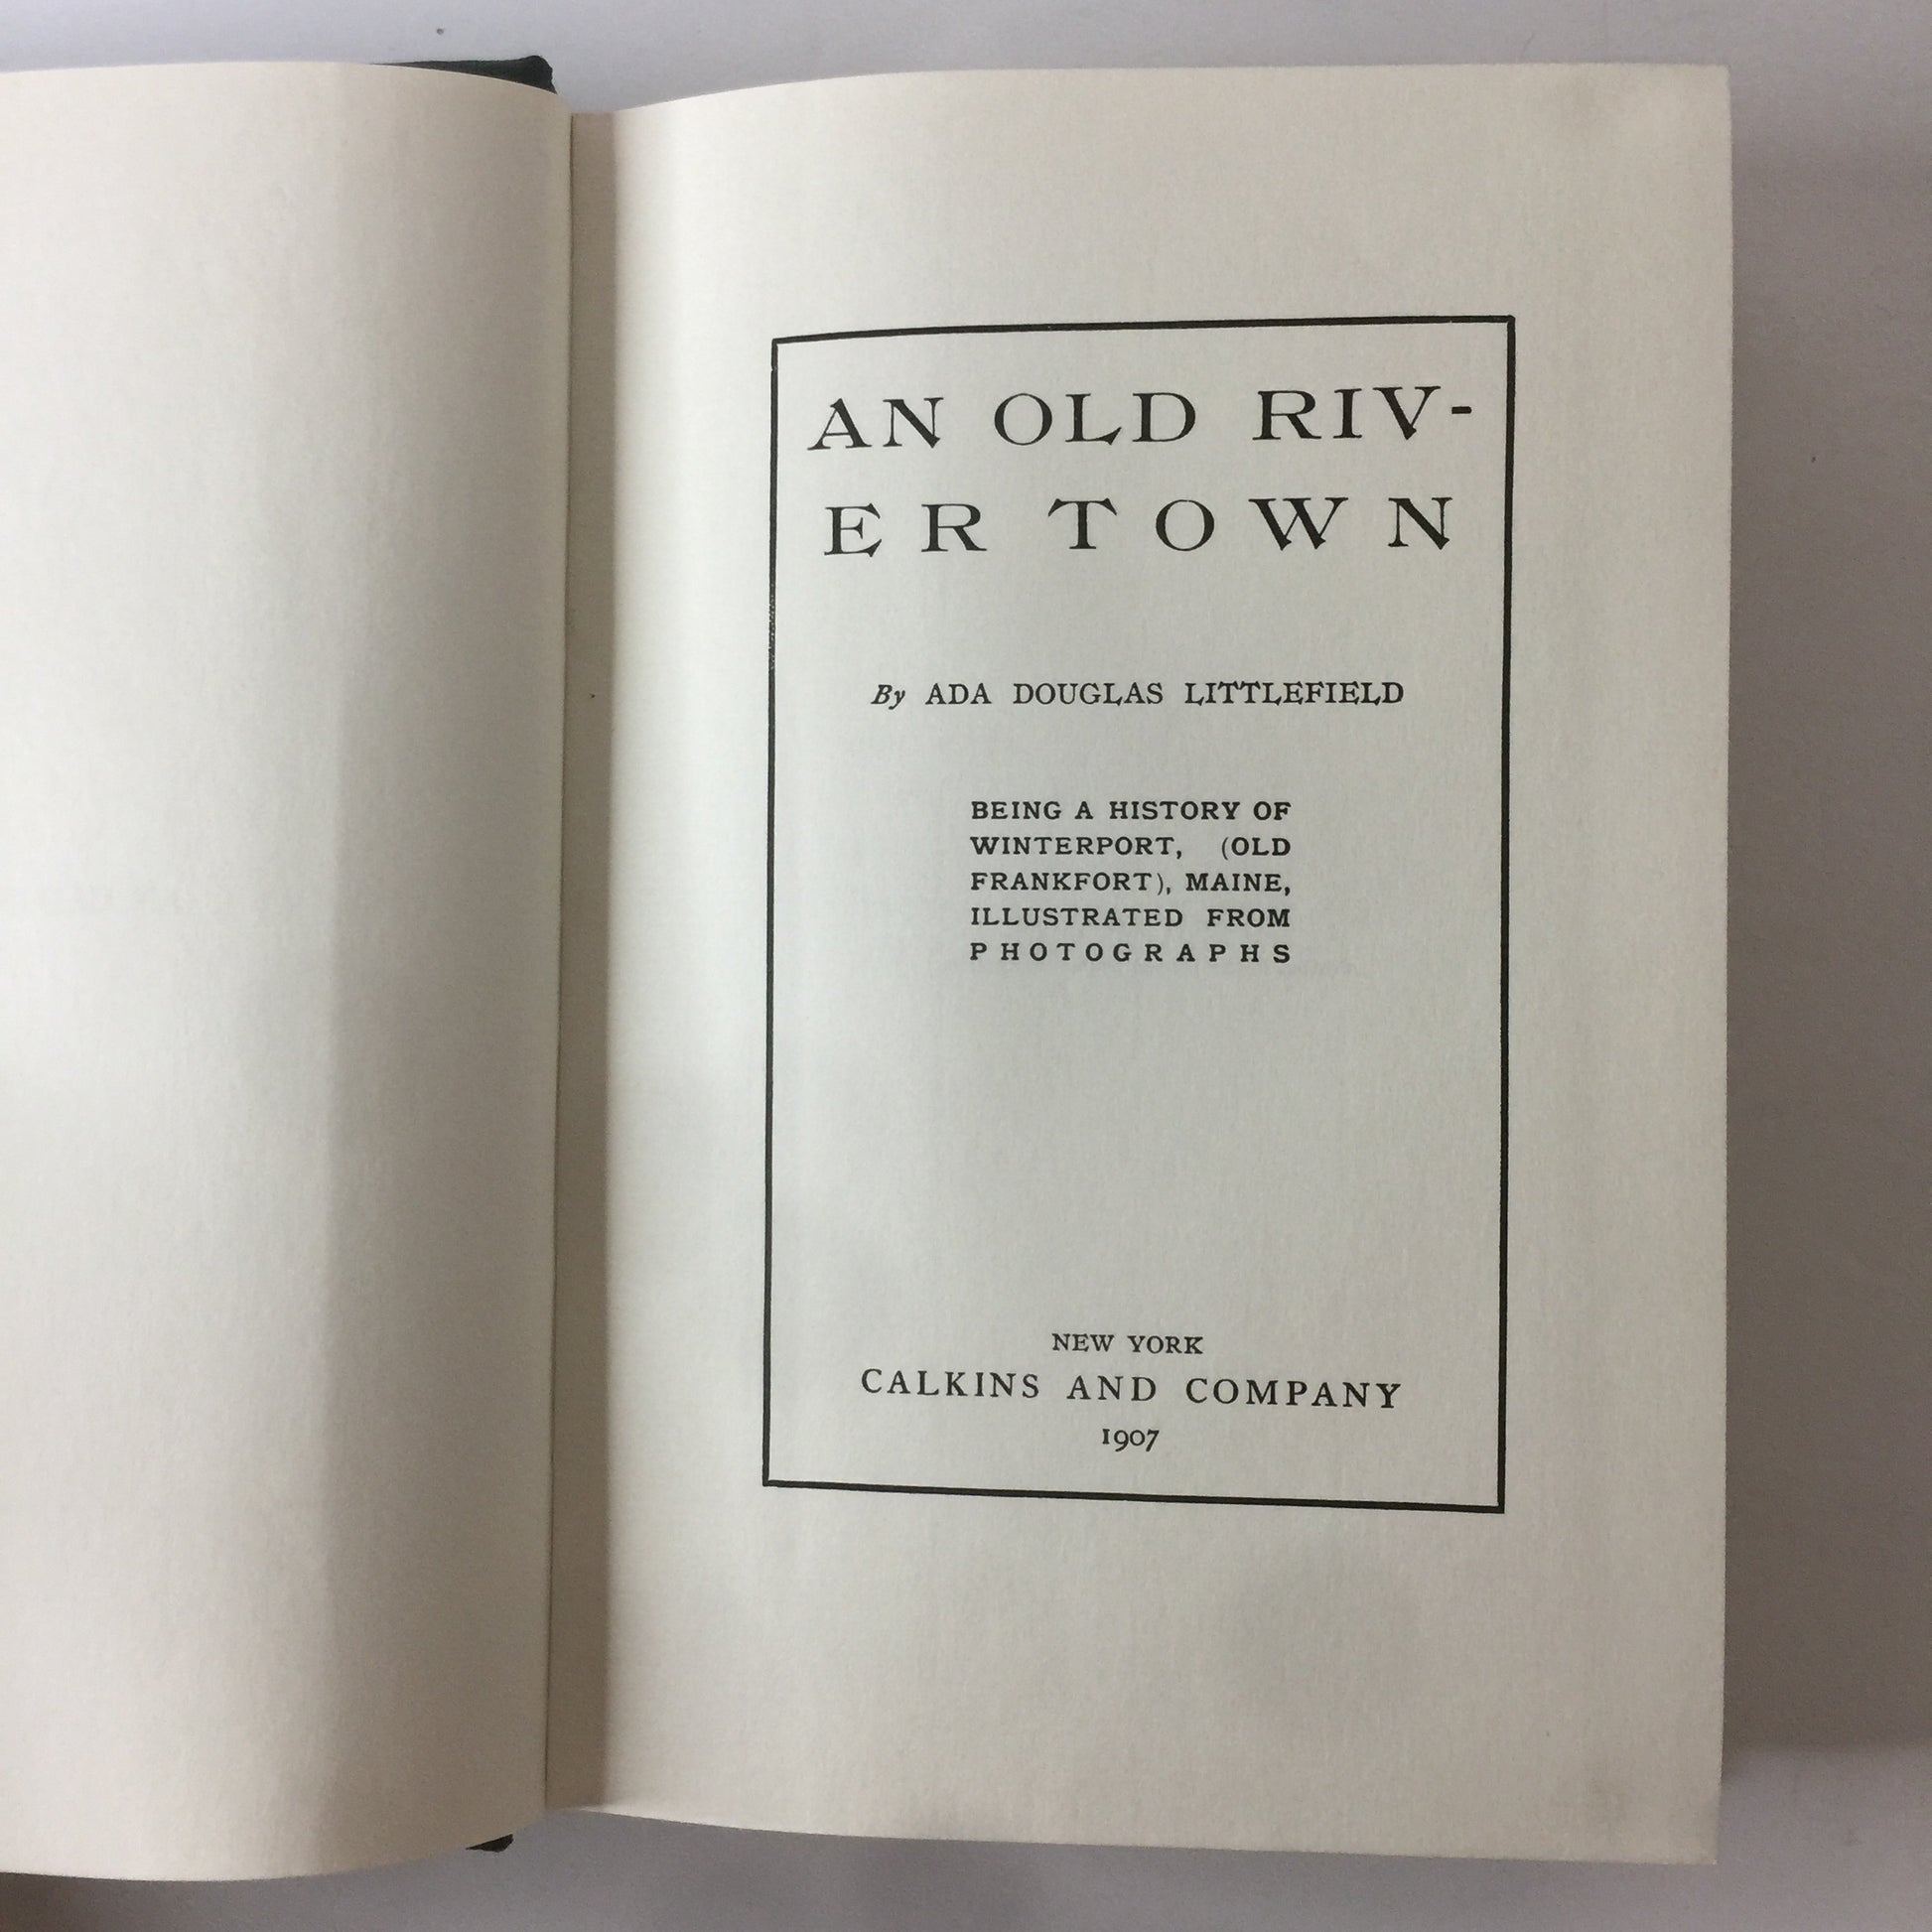 AN OLD RIV-
ER TOWN
By ADA DOUGLAS LITTLEFIELD
BEING A HISTORY OF
WINTERPORT, (OLD
FRANKFORT), MAINE,
ILLUSTRATED FROM
PHOTOGRAPHS
NEW YORK
CALKINS AND COMPANY
1907